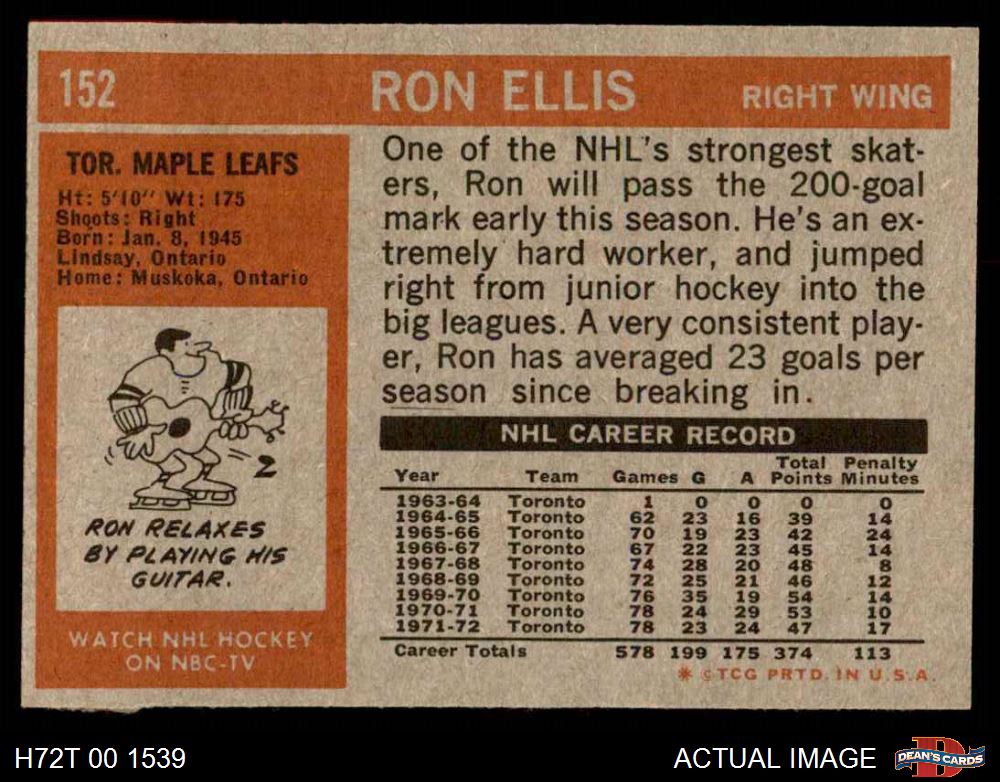 152 RON ELLIS RIGHT WING
TOR. MAPLE LEAFS
Ht: 5'10" Wt: 175
Shoots: Right
Born: Jan. 8, 1945
Lindsay, Ontario
Home: Muskoka, Ontario
RON RELAXES
BY PLAYING HIS
GUITAR.
WATCH NHL HOCKEY
ON NBC-TV
One of the NHL's strongest skat-
ers, Ron will pass the 200-goal
mark early this season. He's an ex-
tremely hard worker, and jumped
right from junior hockey into the
big leagues. A very consistent play-
er, Ron has averaged 23 goals per
season since breaking in.
NHL CAREER RECORD
Year Team Games G A Total Points Penalty Minutes
1963-64 Toronto 1 0 0 0 0
1964-65 Toronto 62 23 16 39 14
1965-66 Toronto 70 19 23 42 24
1966-67 Toronto 67 22 23 45 14
1967-68 Toronto 74 28 20 48 8
1968-69 Toronto 72 25 21 46 12
1969-70 Toronto 76 35 19 54 14
1970-71 Toronto 78 24 29 53 10
1971-72 Toronto 78 23 24 47 17
Career Totals 578 199 175 374 113
* © TCG PRTD. IN U.S.A.
H72T 00 1539
ACTUAL IMAGE
D
DEAN'S CARDS